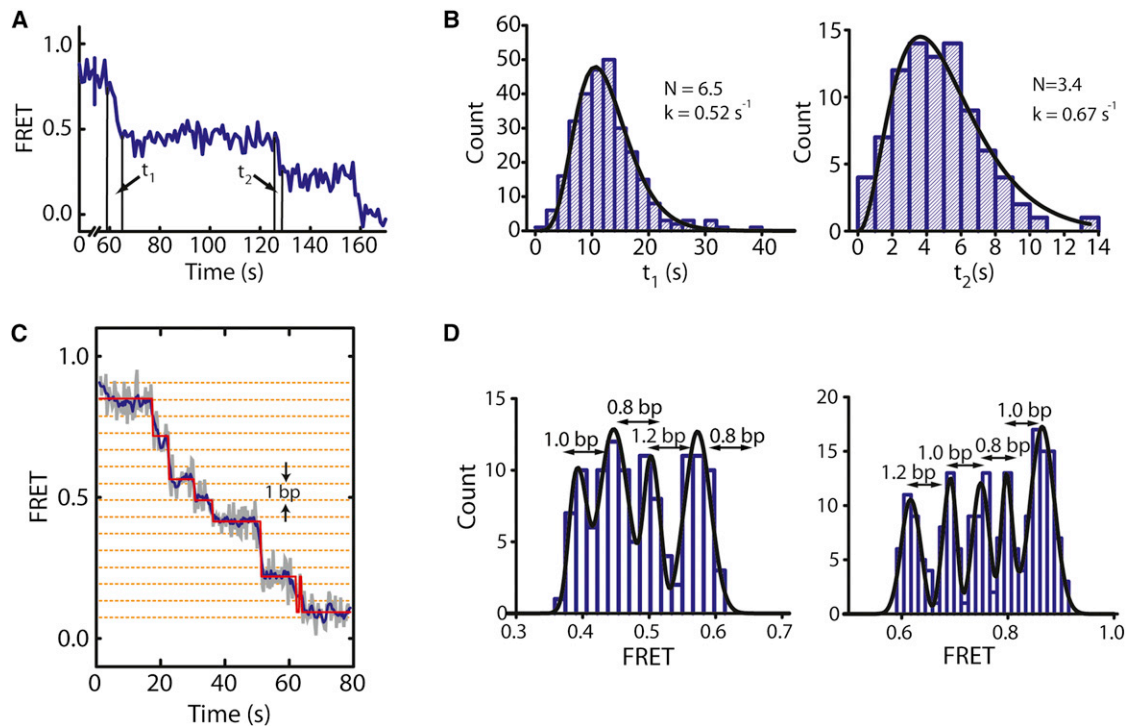 A
FRET
1.0
0.5
0.0
t₁
t₂
0
60
80
100
120
140
160
Time (s)
B
Count
60
50
40
30
20
10
0
N = 6.5
k = 0.52 s⁻¹
0
10
20
30
40
t₁ (s)
Count
15
10
5
0
N=3.4
k = 0.67 s⁻¹
0
2
4
6
8
10
12
14
t₂(s)
C
FRET
1.0
0.5
0.0
1 bp
0
20
40
60
80
Time (s)
D
Count
15
10
5
0
1.0 bp
0.8 bp
1.2 bp
0.8 bp
0.3
0.4
0.5
0.6
0.7
FRET
20
15
10
5
0
1.2 bp
1.0 bp
0.8 bp
1.0 bp
0.6
0.8
1.0
FRET